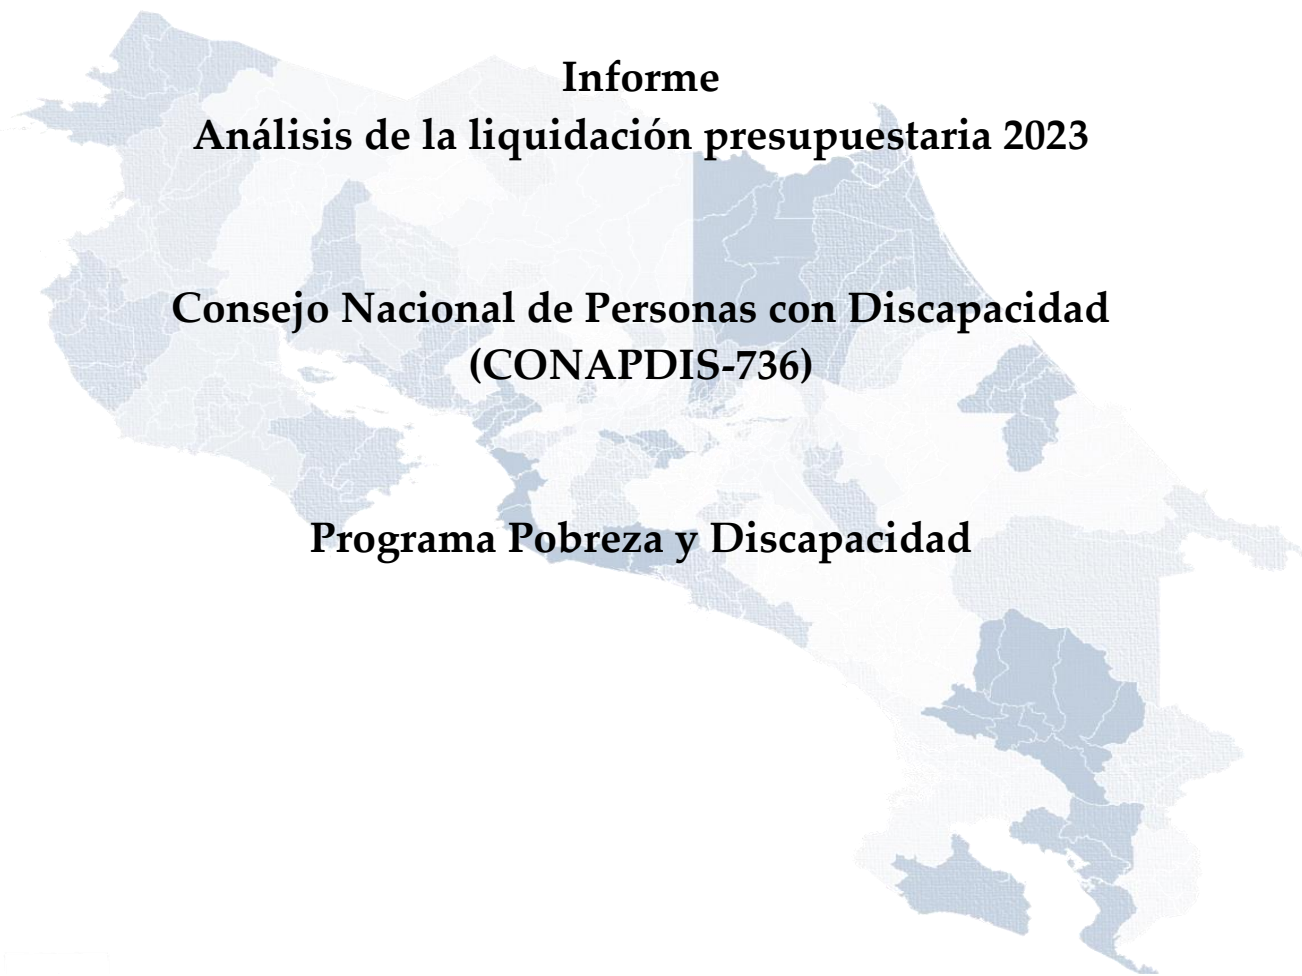 Informe
Análisis de la liquidación presupuestaria 2023
Consejo Nacional de Personas con Discapacidad
(CONAPDIS-736)
Programa Pobreza y Discapacidad